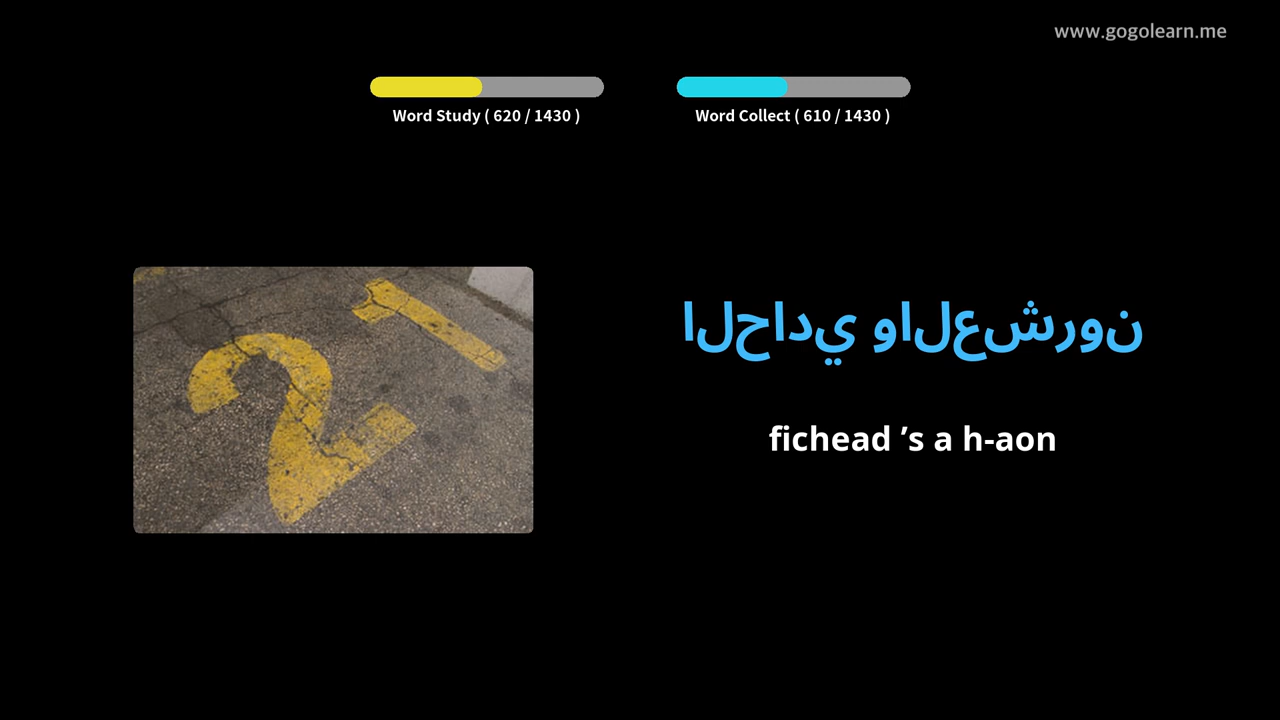 www.gogolearn.me
Word Study ( 620 / 1430 )
Word Collect ( 610 / 1430 )
21
الحادي والعشرون
fichead ’s a h-aon